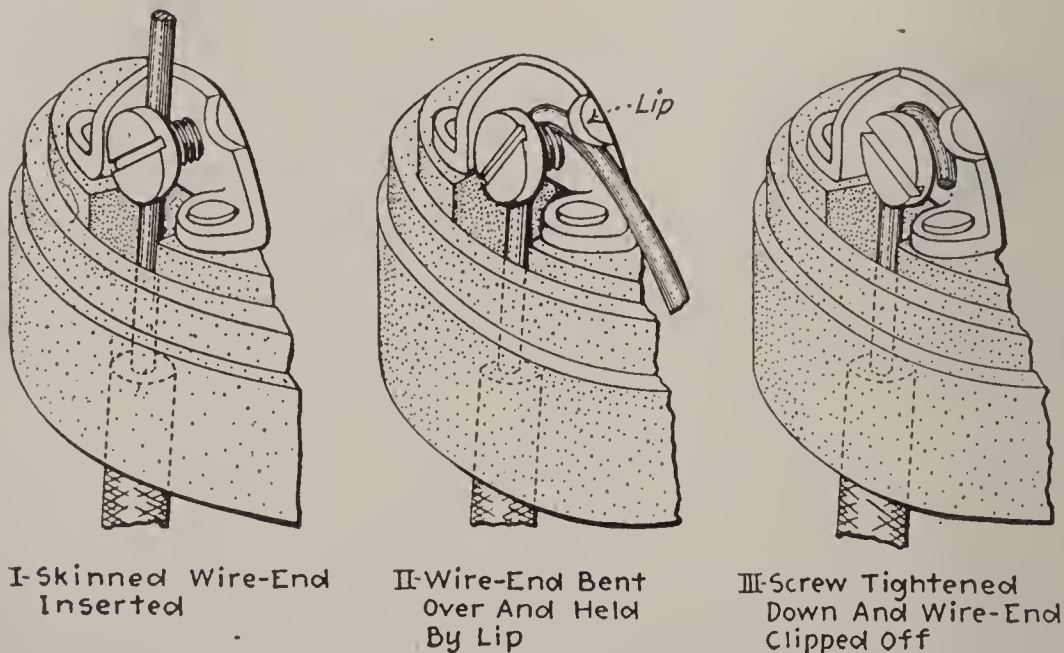 Lip
I-Skinned Wire-End
Inserted
II-Wire-End Bent
Over And Held
By Lip
III-Screw Tightened
Down And Wire-End
Clipped Off